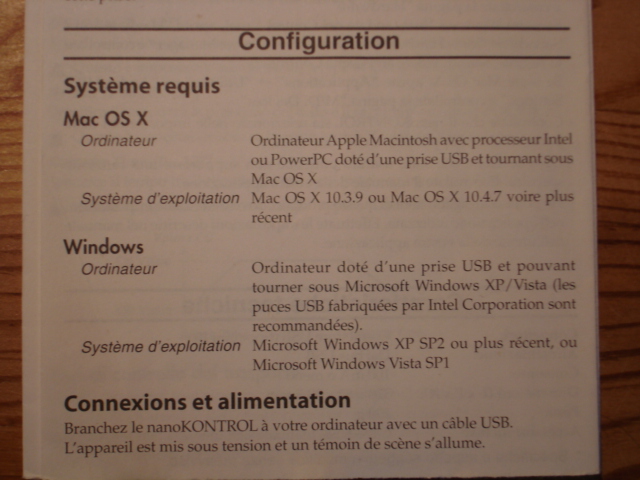 Configuration
Système requis
Mac OS X
Ordinateur Ordinateur Apple Macintosh avec processeur Intel
ou PowerPC doté d'une prise USB et tournant sous
Mac OS X
Système d'exploitation Mac OS X 10.3.9 ou Mac OS X 10.4.7 voire plus
récent
Windows
Ordinateur Ordinateur doté d'une prise USB et pouvant
tourner sous Microsoft Windows XP/Vista (les
puces USB fabriquées par Intel Corporation sont
recommandées).
Système d'exploitation Microsoft Windows XP SP2 ou plus récent, ou
Microsoft Windows Vista SP1
Connexions et alimentation
Branchez le nanoKONTROL à votre ordinateur avec un câble USB.
L'appareil est mis sous tension et un témoin de scène s'allume.